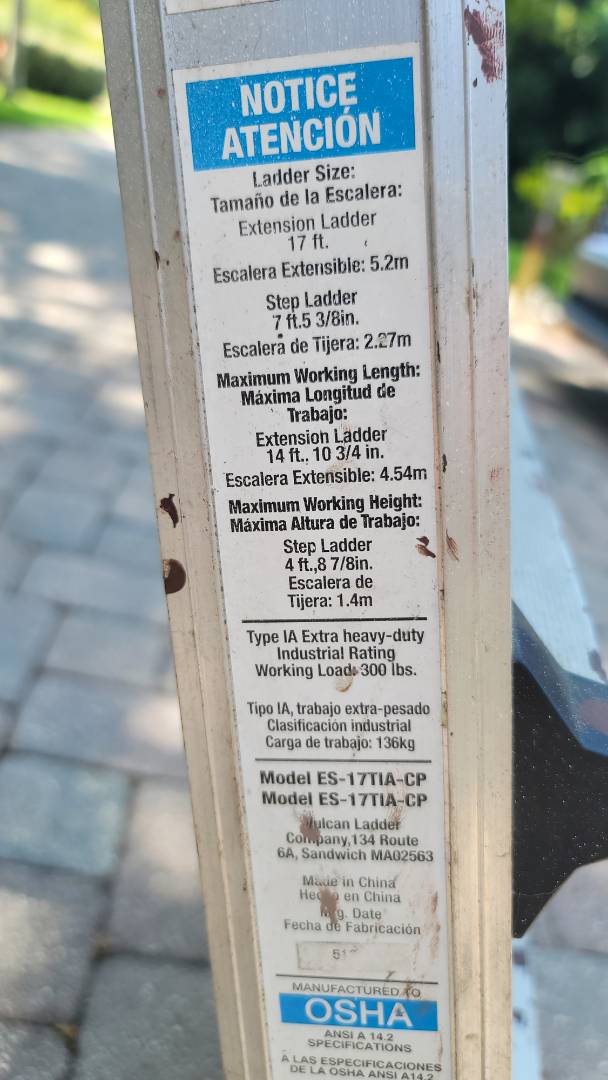 NOTICE
ATENCIÓN
Ladder Size:
Tamaño de la Escalera:
Extension Ladder
17 ft.
Escalera Extensible: 5.2m
Step Ladder
7 ft.5 3/8in.
Escalera de Tijera: 2.27m
Maximum Working Length:
Máxima Longitud de
Trabajo:
Extension Ladder
14 ft., 10 3/4 in.
Escalera Extensible: 4.54m
Maximum Working Height:
Máxima Altura de Trabajo:
Step Ladder
4 ft.,8 7/8in.
Escalera de
Tijera: 1.4m
Type IA Extra heavy-duty
Industrial Rating
Working Load: 300 lbs.
Tipo IA, trabajo extra-pesado
Clasificación industrial
Carga de trabajo: 136kg
Model ES-17TIA-CP
Model ES-17TIA-CP
Vulcan Ladder
Company,134 Route
6A, Sandwich MA02563
Made in China
Hecho en China
Mfg. Date
Fecha de Fabricación
MANUFACTURED TO
OSHA
ANSI A 14.2
SPECIFICATIONS
A LAS ESPECIFICACIONES
DE LA OSHA ANSI A14.2